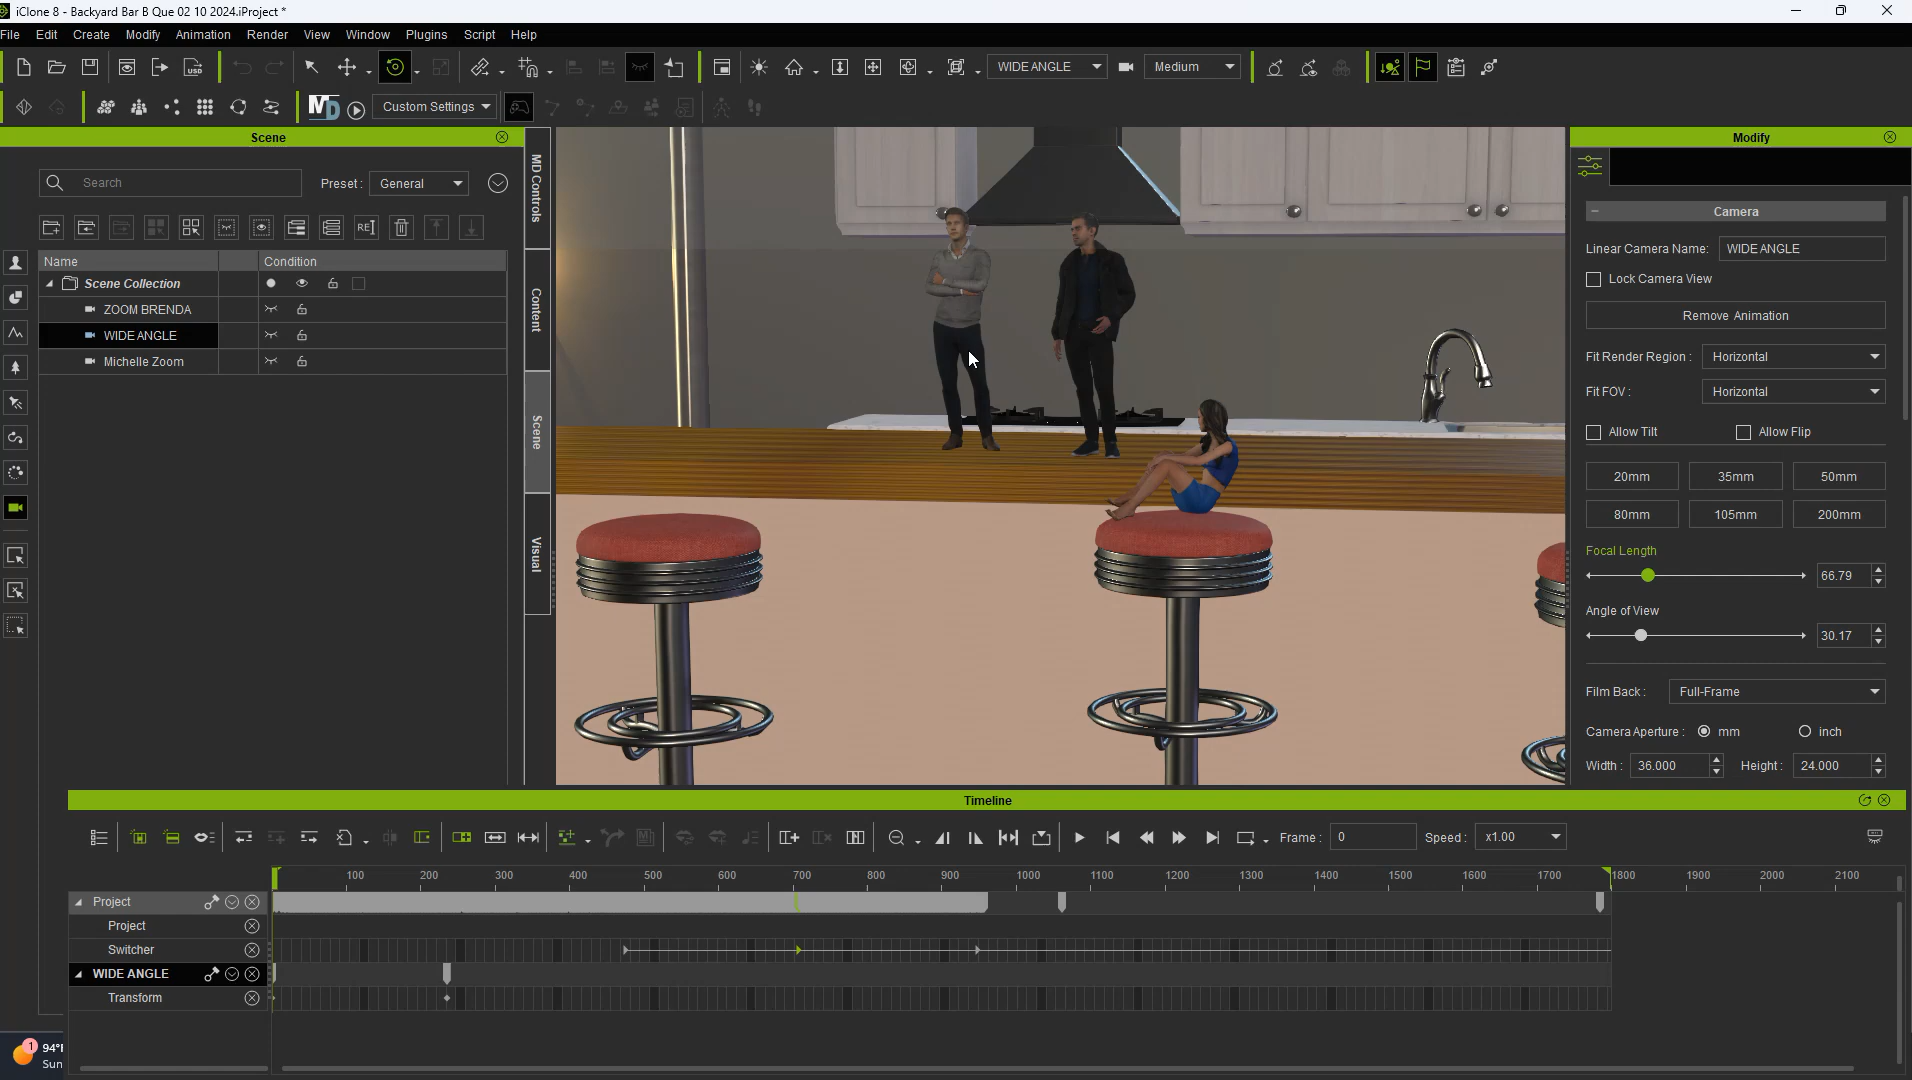 iClone 8 - Backyard Bar B Que 02 10 2024.iProject *
File Edit Create Modify Animation Render View Window Plugins Script Help
USD
WIDE ANGLE
Medium
MD
Custom Settings
Scene
Search
Preset : General
RE
Name Condition
Scene Collection
ZOOM BRENDA
WIDE ANGLE
Michelle Zoom
MD Controls
Content
Scene
Visual
Modify
Camera
Linear Camera Name: WIDE ANGLE
Lock Camera View
Remove Animation
Fit Render Region : Horizontal
Fit FOV : Horizontal
Allow Tilt Allow Flip
20mm 35mm 50mm
80mm 105mm 200mm
Focal Length
66.79
Angle of View
30.17
Film Back : Full-Frame
Camera Aperture : mm inch
Width : 36.000 Height : 24.000
Timeline
Frame : 0 Speed : x1.00
100 200 300 400 500 600 700 800 900 1000 1100 1200 1300 1400 1500 1600 1700 1800 1900 2000 2100
Project
Project
Switcher
WIDE ANGLE
Transform
1
94°F
Sun